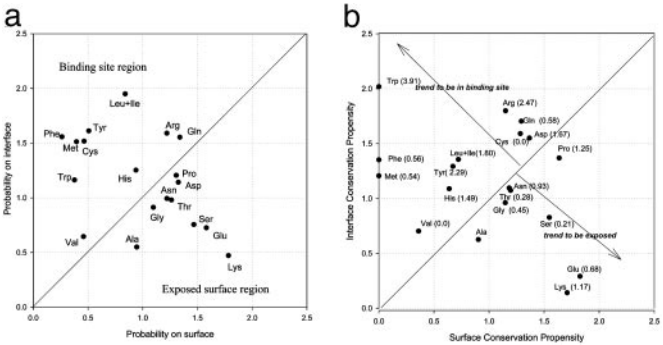 a
2.5
2.0
1.5
1.0
0.5
0.0
Probability on interface
Binding site region
Leu+Ile
Phe
Tyr
Met
Cys
Arg
Gln
Trp
His
Pro
Asp
Asn
Thr
Gly
Val
Ala
Ser
Glu
Lys
Exposed surface region
0.0 0.5 1.0 1.5 2.0 2.5
Probability on surface
b
2.5
2.0
1.5
1.0
0.5
0.0
Interface Conservation Propensity
Trp (3.91)
trend to be in binding site
Arg (2.47)
Gln (0.58)
Cys (0.0)
Asp (1.67)
Pro (1.25)
Leu+Ile (1.80)
Phe (0.56)
Tyr( 2.29)
Met (0.54)
His (1.49)
Asn (0.93)
Thr (0.28)
Gly (0.45)
Val (0.0)
Ala
Ser (0.21)
trend to be exposed
Glu (0.68)
Lys (1.17)
0.0 0.5 1.0 1.5 2.0 2.5
Surface Conservation Propensity